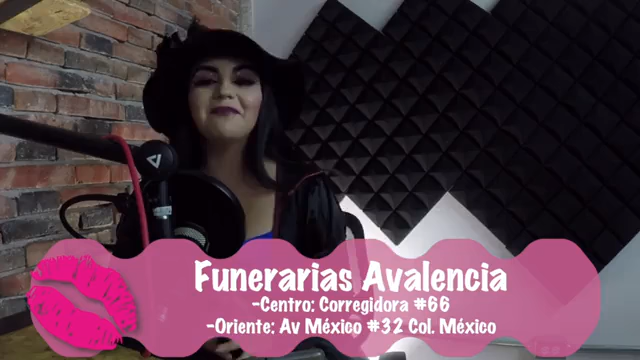 Funerarias Avalencia
-Centro: Corregidora #66
-Oriente: Av México #32 Col. México